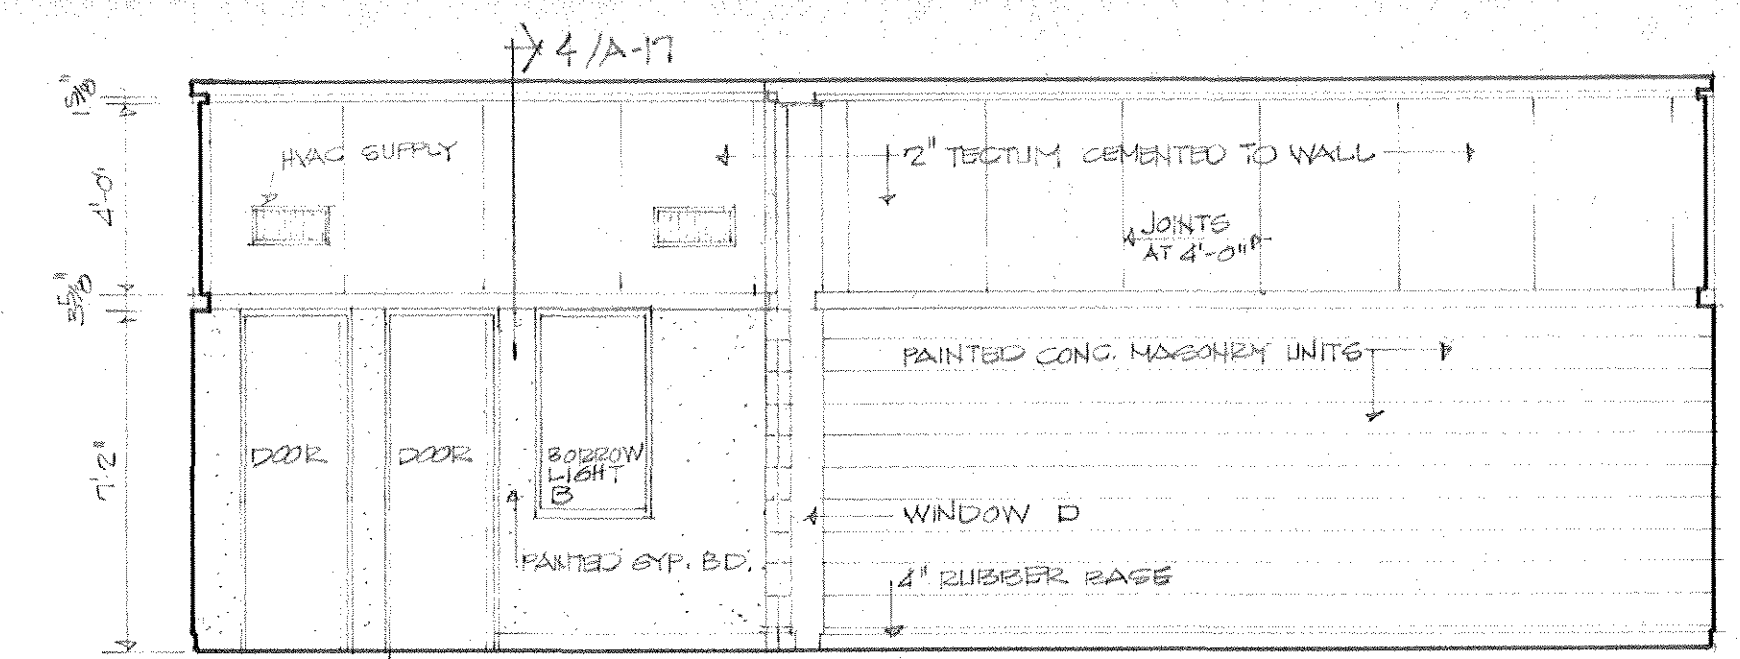 4/A-17
1 5/8"
HVAC SUPPLY
2" TECTUM CEMENTED TO WALL
4'-0"
JOINTS
AT 4'-0"
3 5/8"
PAINTED CONC. MASONRY UNITS
DOOR
DOOR
BORROW
LIGHT
B
7'-2"
WINDOW D
PAINTED GYP. BD.
4" RUBBER BASE